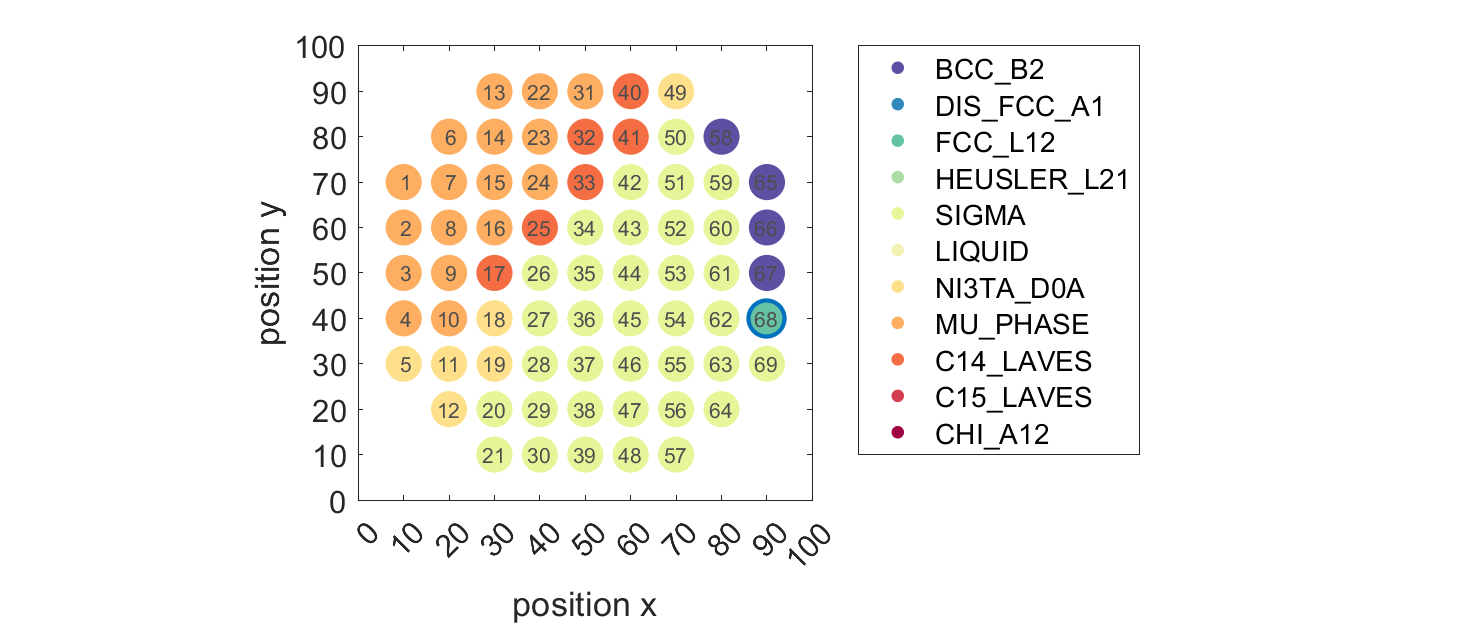 100
90 13 22 31 40 49
80 6 14 23 32 41 50 58
70 1 7 15 24 33 42 51 59 65
60 2 8 16 25 34 43 52 60 66
50 3 9 17 26 35 44 53 61 67
40 4 10 18 27 36 45 54 62 68
30 5 11 19 28 37 46 55 63 69
20 12 20 29 38 47 56 64
10 21 30 39 48 57
0
0 10 20 30 40 50 60 70 80 90 100
position x
position y
BCC_B2
DIS_FCC_A1
FCC_L12
HEUSLER_L21
SIGMA
LIQUID
NI3TA_D0A
MU_PHASE
C14_LAVES
C15_LAVES
CHI_A12